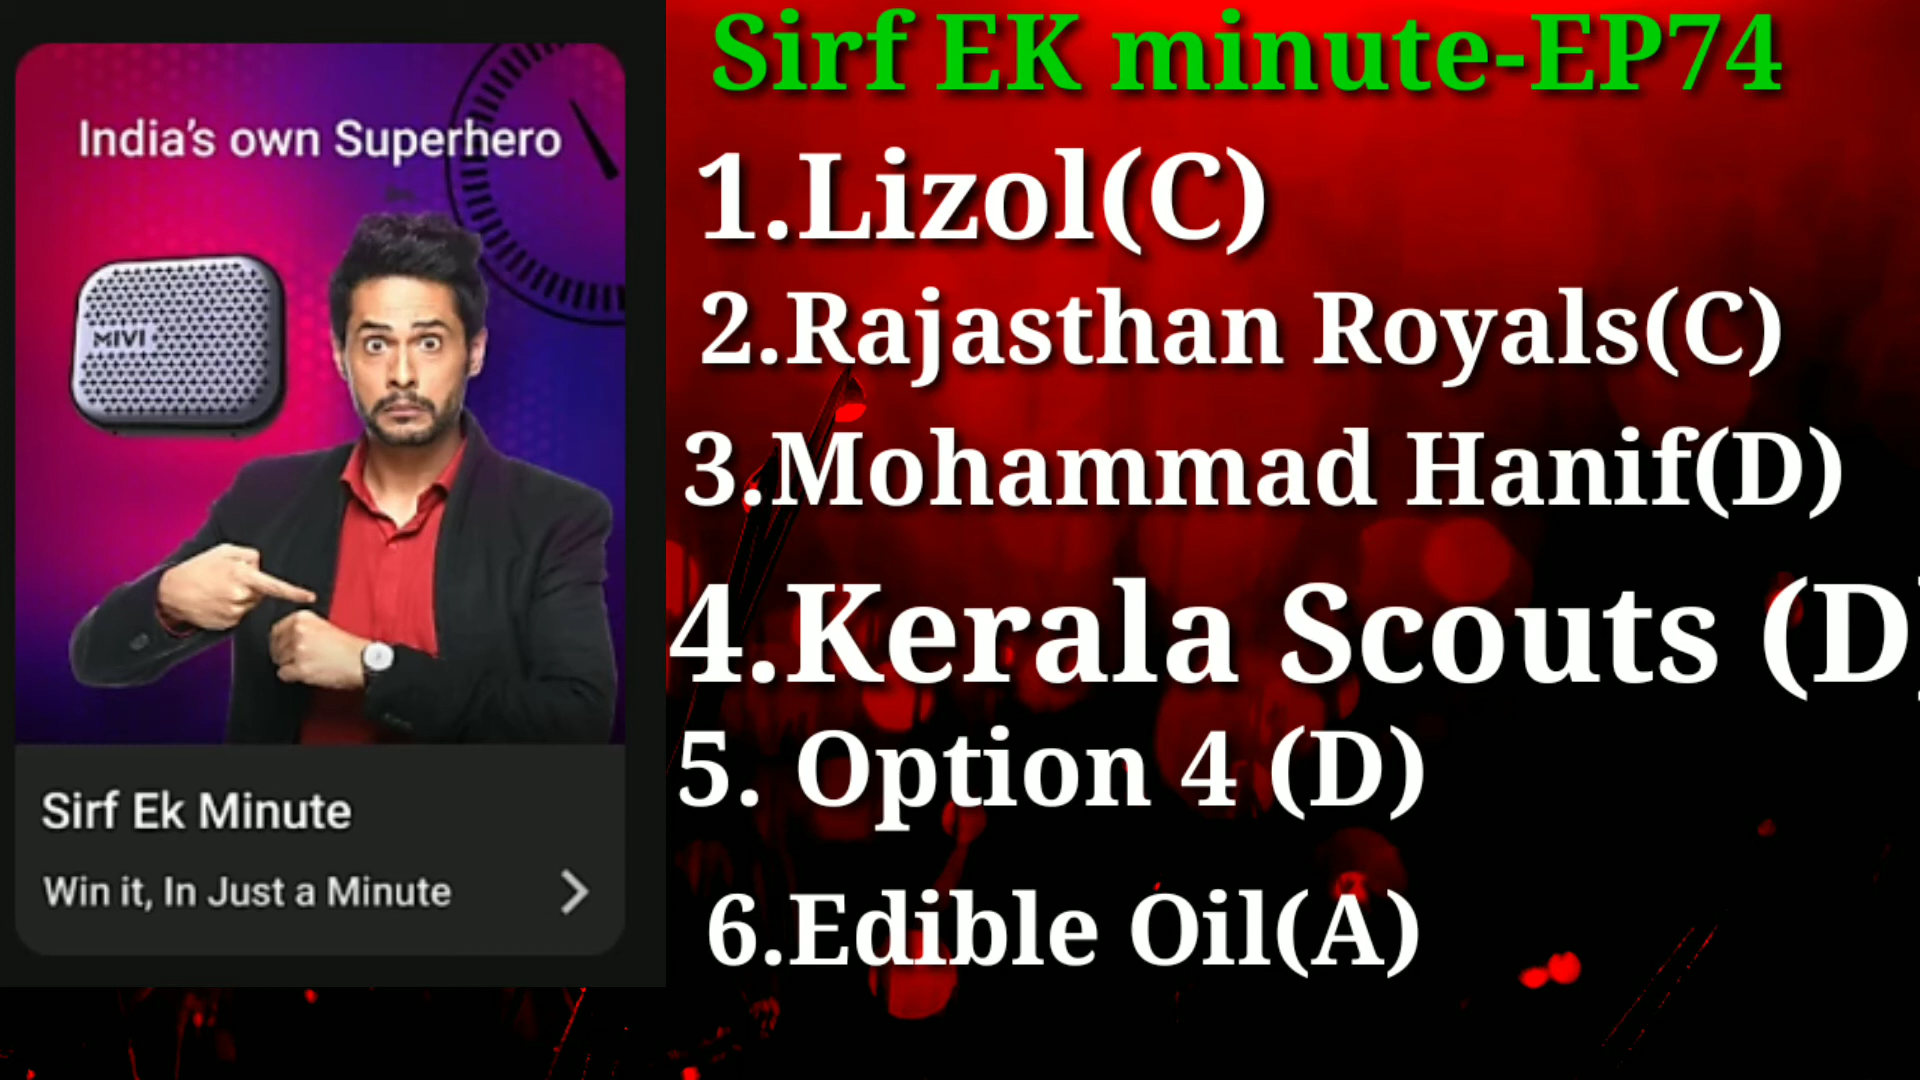 India's own Superhero
MIVI
Sirf Ek Minute
Win it, In Just a Minute
Sirf EK minute-EP74
1.Lizol(C)
2.Rajasthan Royals(C)
3.Mohammad Hanif(D)
4.Kerala Scouts (D)
5. Option 4 (D)
6.Edible Oil(A)